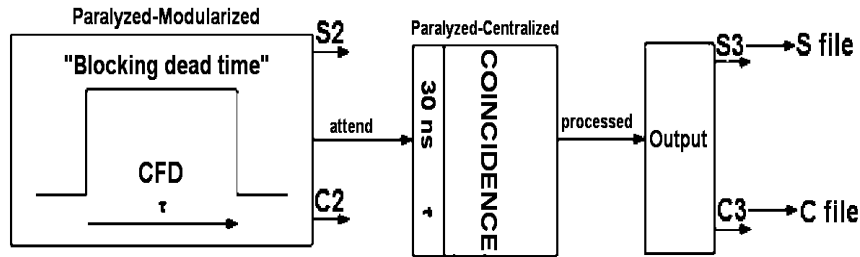 Paralyzed-Modularized
"Blocking dead time"
CFD
τ
S2
attend
C2
Paralyzed-Centralized
30 ns τ
COINCIDENCE
processed
Output
S3
S file
C3
C file